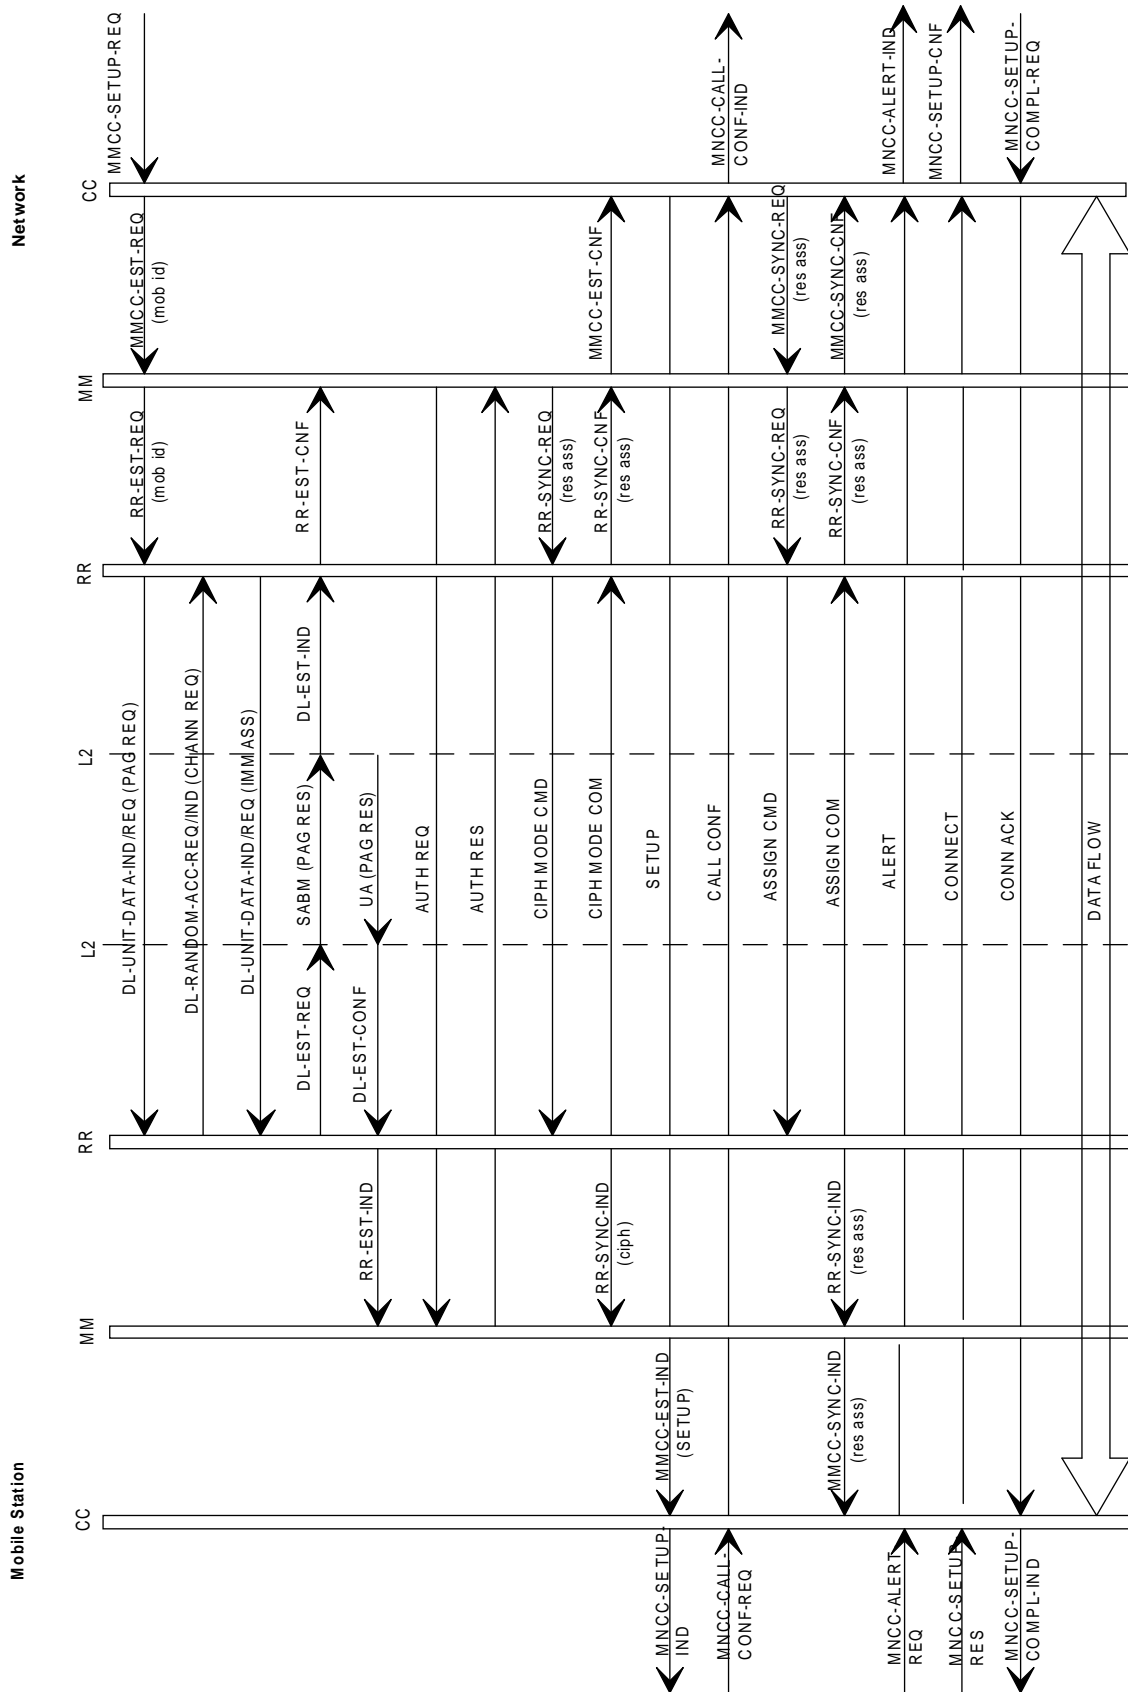 Mobile Station
Network
CC
MM
RR
L2
L2
RR
MM
CC
MMCC-SETUP-REQ
MMCC-EST-REQ
(mob id)
RR-EST-REQ
(mob id)
DL-UNIT-DATA-IND/REQ (PAG REQ)
DL-RANDOM-ACC-REQ/IND (CHANN REQ)
DL-UNIT-DATA-IND/REQ (IMM ASS)
DL-EST-REQ
SABM (PAG RES)
DL-EST-IND
RR-EST-CNF
RR-EST-IND
DL-EST-CONF
UA (PAG RES)
AUTH REQ
AUTH RES
CIPH MODE CMD
RR-SYNC-REQ
(res ass)
RR-SYNC-IND
(ciph)
CIPH MODE COM
RR-SYNC-CNF
(res ass)
MMCC-EST-CNF
MNCC-SETUP-
IND
MMCC-EST-IND
(SETUP)
SETUP
MNCC-CALL-
CONF-REQ
CALL CONF
MNCC-CALL-
CONF-IND
ASSIGN CMD
RR-SYNC-REQ
(res ass)
MMCC-SYNC-REQ
(res ass)
MMCC-SYNC-IND
(res ass)
RR-SYNC-IND
(res ass)
ASSIGN COM
RR-SYNC-CNF
(res ass)
MMCC-SYNC-CNF
(res ass)
MNCC-ALERT
REQ
ALERT
MNCC-ALERT-IND
MNCC-SETUP
RES
CONNECT
MNCC-SETUP-CNF
MNCC-SETUP-
COMPL-IND
CONN ACK
MNCC-SETUP-
COMPL-REQ
DATA FLOW